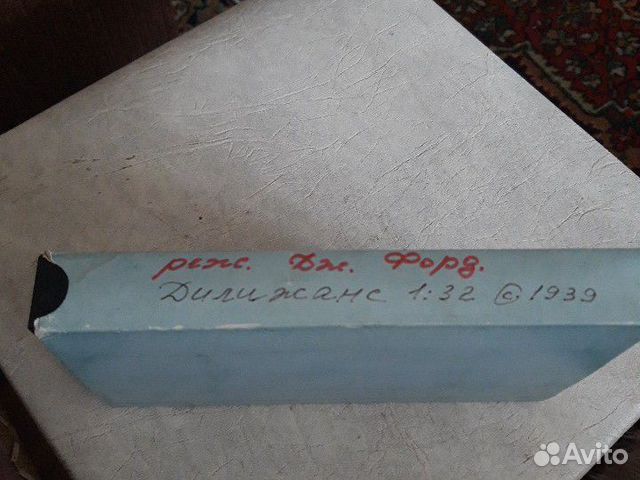 реж. Дж. Форд.
Дилижанс 1:32 © 1939
Avito